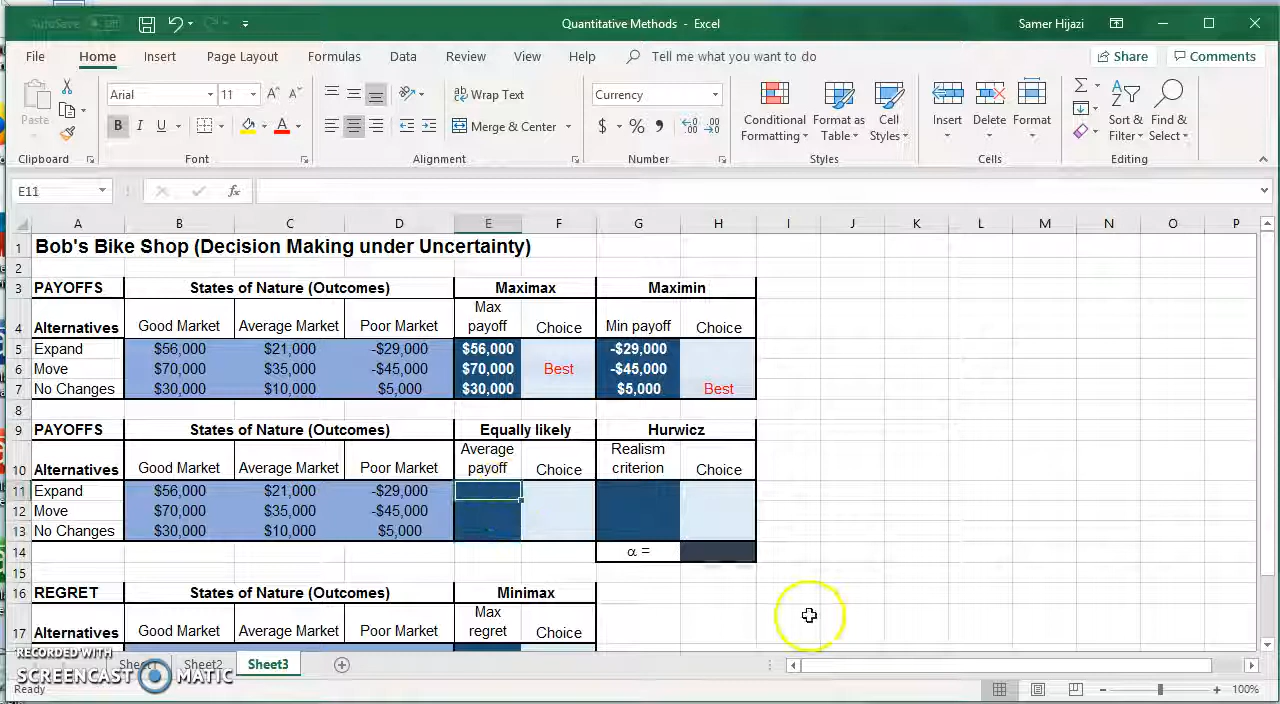 AutoSave Off Quantitative Methods - Excel Samer Hijazi
File Home Insert Page Layout Formulas Data Review View Help Tell me what you want to do Share Comments
Paste Arial 11 A A Wrap Text Currency
B I U A Merge & Center $ % , Conditional Formatting Format as Table Cell Styles Insert Delete Format Sort & Filter Find & Select
Clipboard Font Alignment Number Styles Cells Editing
E11 fx
A B C D E F G H I J K L M N O P
1 Bob's Bike Shop (Decision Making under Uncertainty)
2
3 PAYOFFS States of Nature (Outcomes) Maximax Maximin
4 Alternatives Good Market Average Market Poor Market Max payoff Choice Min payoff Choice
5 Expand $56,000 $21,000 -$29,000 $56,000 -$29,000
6 Move $70,000 $35,000 -$45,000 $70,000 Best -$45,000
7 No Changes $30,000 $10,000 $5,000 $30,000 $5,000 Best
8
9 PAYOFFS States of Nature (Outcomes) Equally likely Hurwicz
10 Alternatives Good Market Average Market Poor Market Average payoff Choice Realism criterion Choice
11 Expand $56,000 $21,000 -$29,000
12 Move $70,000 $35,000 -$45,000
13 No Changes $30,000 $10,000 $5,000
14 α =
15
16 REGRET States of Nature (Outcomes) Minimax
17 Alternatives Good Market Average Market Poor Market Max regret Choice
RECORDED WITH
SCREENCAST MATIC
Sheet1 Sheet2 Sheet3
Ready 100%